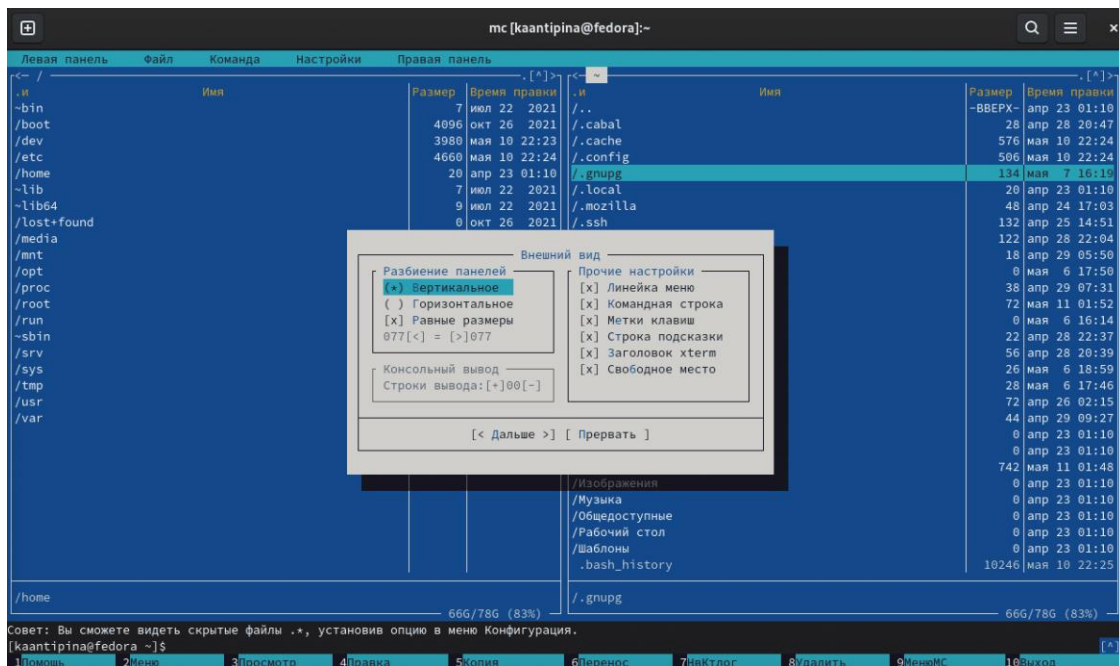 mc [kaantipina@fedora]:~
Левая панель Файл Команда Настройки Правая панель
<— / .[^]> <— ~ .[^]>
.и Имя Размер Время правки .и Имя Размер Время правки
~bin 7 июл 22 2021 /.. -ВВЕРХ- апр 23 01:10
/boot 4096 окт 26 2021 /.cabal 28 апр 28 20:47
/dev 3980 мая 10 22:23 /.cache 576 мая 10 22:24
/etc 4660 мая 10 22:24 /.config 506 мая 10 22:24
/home 20 апр 23 01:10 /.gnupg 134 мая 7 16:19
~lib 7 июл 22 2021 /.local 20 апр 23 01:10
~lib64 9 июл 22 2021 /.mozilla 48 апр 24 17:03
/lost+found 0 окт 26 2021 /.ssh 132 апр 25 14:51
/media 122 апр 28 22:04
/mnt Внешний вид 18 апр 29 05:50
/opt Разбиение панелей Прочие настройки 0 мая 6 17:50
/proc (*) Вертикальное [x] Линейка меню 38 апр 29 07:31
/root ( ) Горизонтальное [x] Командная строка 72 мая 11 01:52
/run [x] Равные размеры [x] Метки клавиш 0 мая 6 16:14
~sbin 077[<] = [>]077 [x] Строка подсказки 22 апр 28 22:37
/srv [x] Заголовок xterm 56 апр 28 20:39
/sys Консольный вывод [x] Свободное место 26 мая 6 18:59
/tmp Строки вывода:[+]00[-] 28 мая 6 17:46
/usr 72 апр 26 02:15
/var 44 апр 29 09:27
[< Дальше >] [ Прервать ] 0 апр 23 01:10
0 апр 23 01:10
742 мая 11 01:48
/Изображения 0 апр 23 01:10
/Музыка 0 апр 23 01:10
/Общедоступные 0 апр 23 01:10
/Рабочий стол 0 апр 23 01:10
/Шаблоны 0 апр 23 01:10
.bash_history 10246 мая 10 22:25
/home /.gnupg
66G/78G (83%) 66G/78G (83%)
Совет: Вы сможете видеть скрытые файлы .*, установив опцию в меню Конфигурация.
[kaantipina@fedora ~]$ [^]
1Помощь 2Меню 3Просмотр 4Правка 5Копия 6Перенос 7НвКтлог 8Удалить 9МенюMC 10Выход